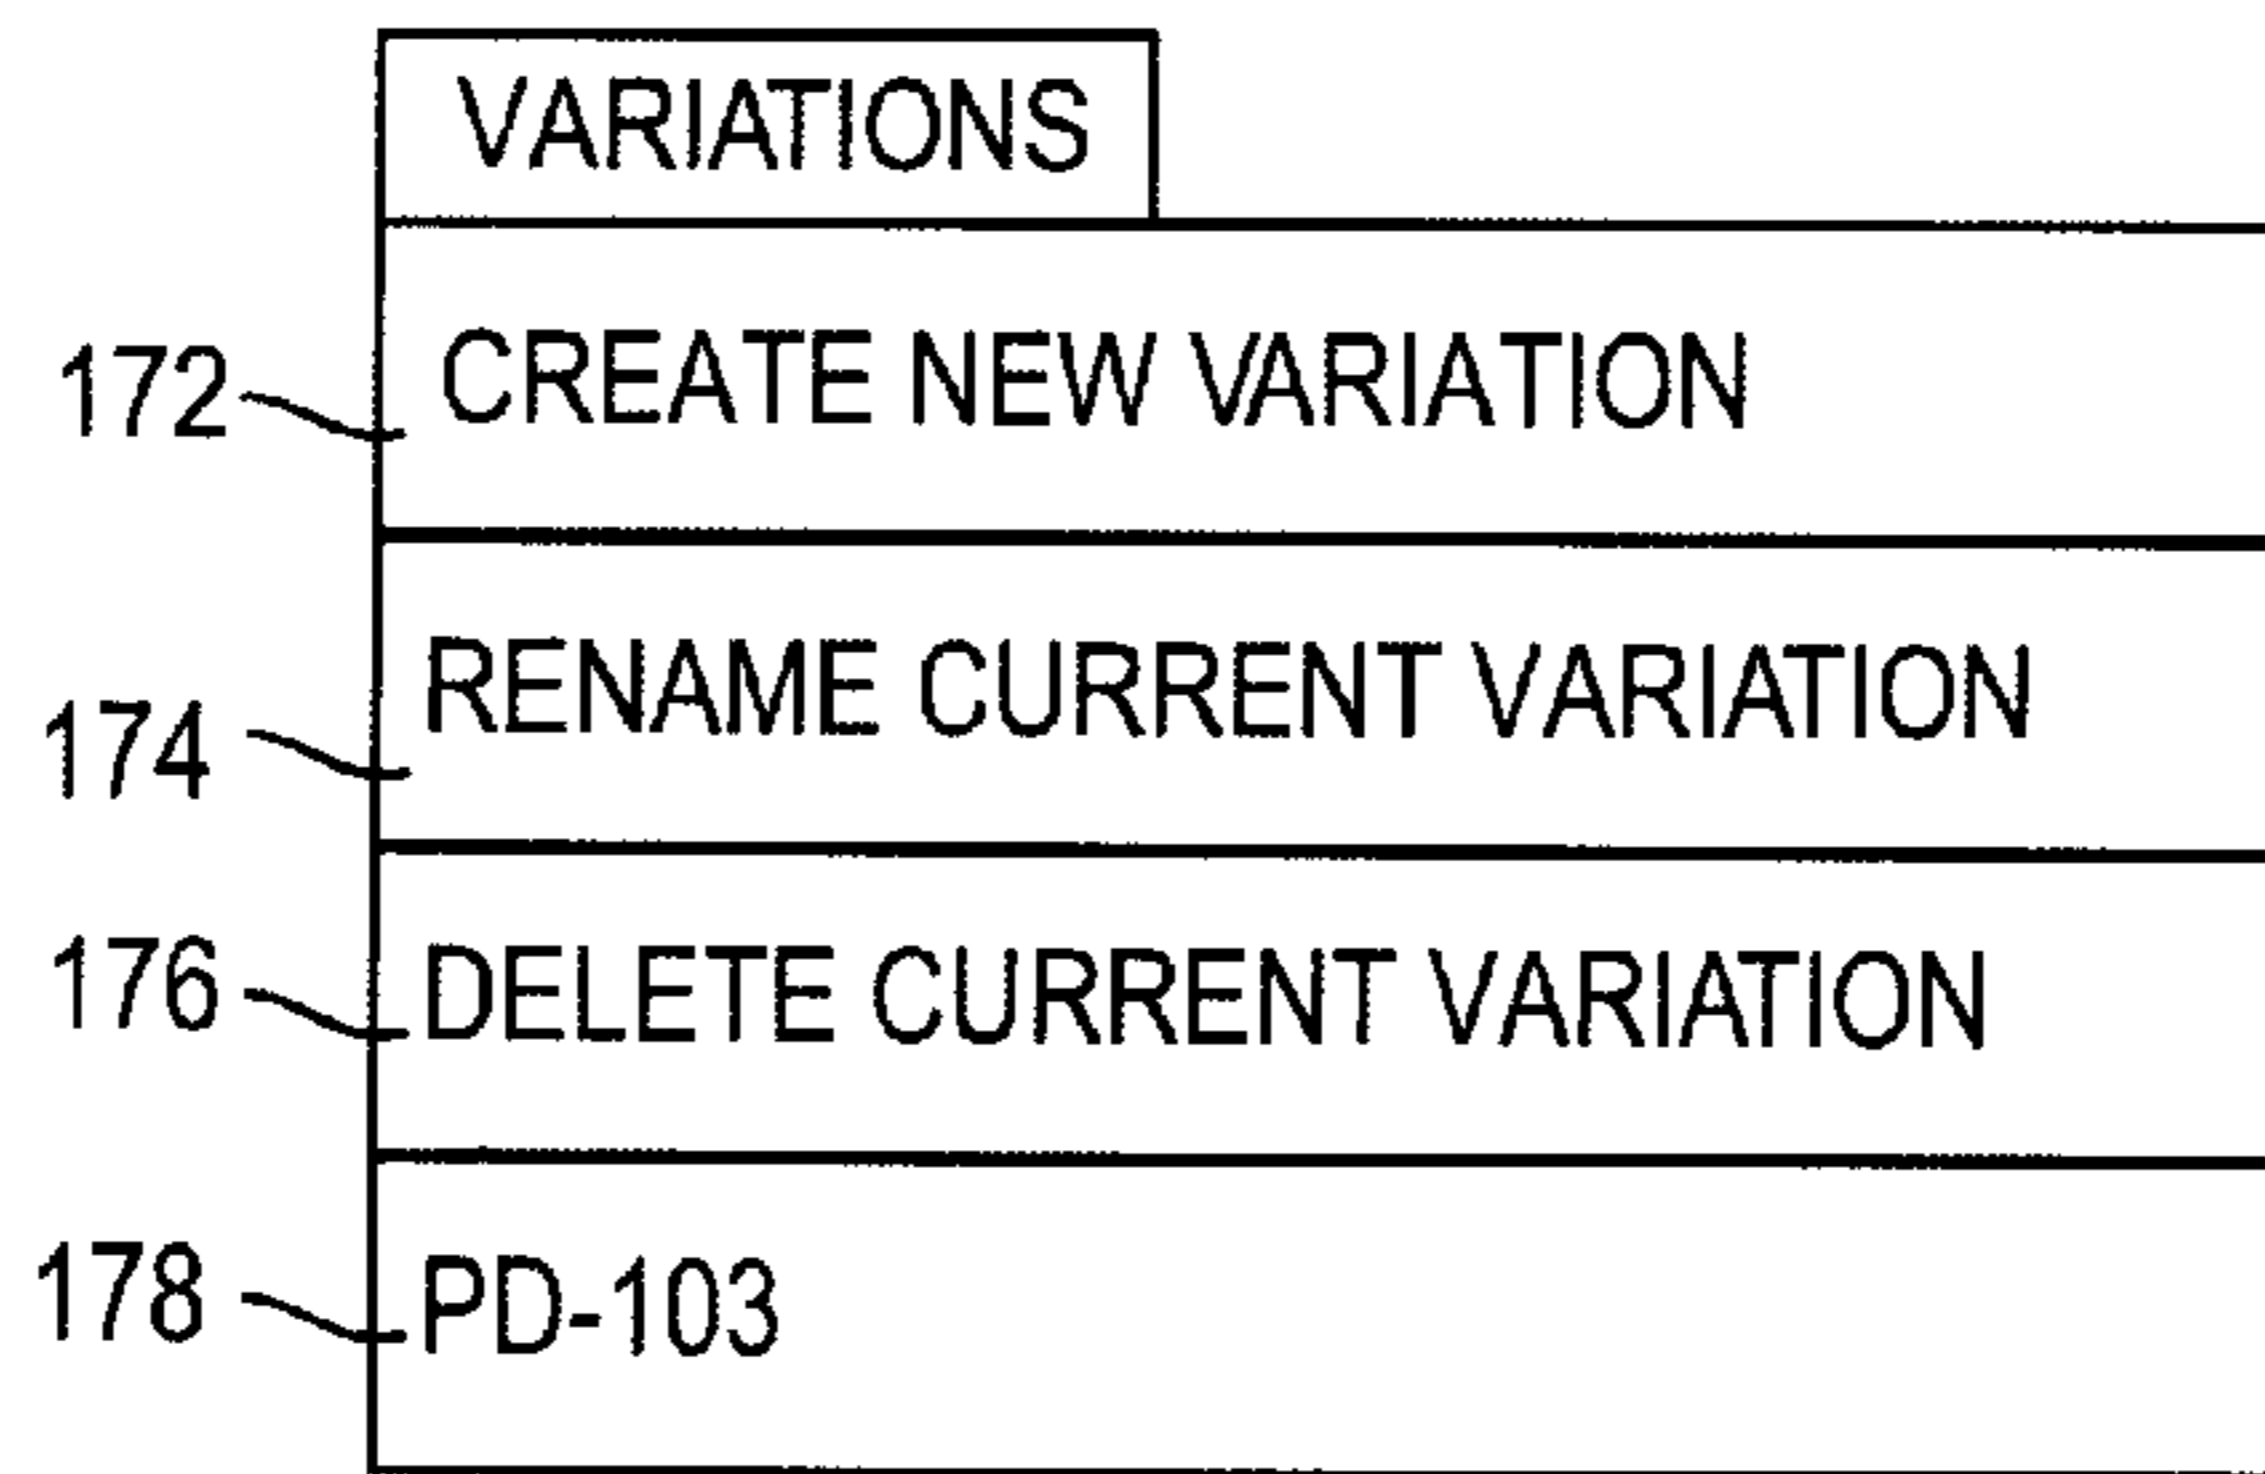 VARIATIONS
172 CREATE NEW VARIATION
174 RENAME CURRENT VARIATION
176 DELETE CURRENT VARIATION
178 PD-103